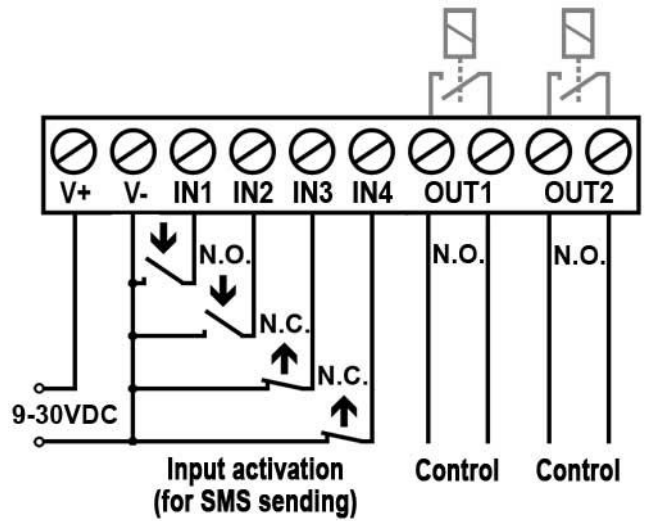 V+ V- IN1 IN2 IN3 IN4 OUT1 OUT2
N.O. N.O. N.O.
N.C.
N.C.
9-30VDC
Input activation Control Control
(for SMS sending)